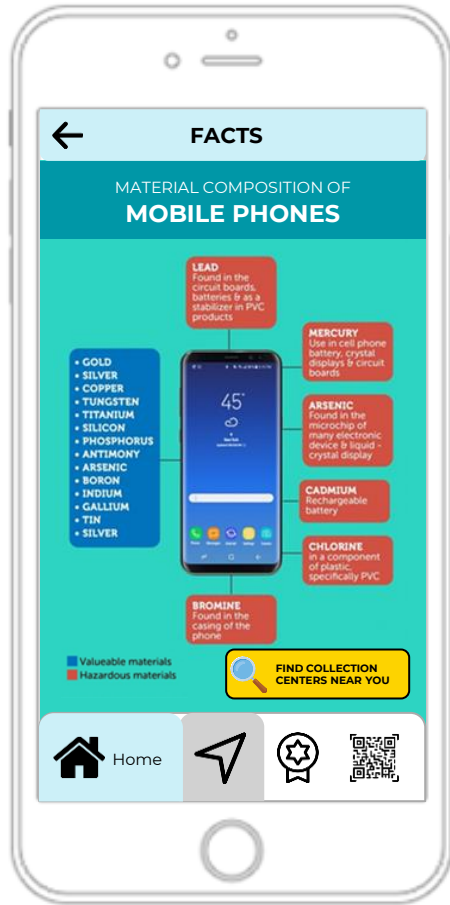 FACTS
MATERIAL COMPOSITION OF
MOBILE PHONES
LEAD
Found in the
circuit boards,
batteries & as a
stabilizer in PVC
products
MERCURY
Use in cell phone
battery, crystal
displays & circuit
boards
• GOLD
• SILVER
• COPPER
• TUNGSTEN
• TITANIUM
• SILICON
• PHOSPHORUS
• ANTIMONY
• ARSENIC
• BORON
• INDIUM
• GALLIUM
• TIN
• SILVER
45°
ARSENIC
Found in the
microchip of
many electronic
device & liquid -
crystal display
CADMIUM
Rechargeable
battery
CHLORINE
in a component
of plastic,
specifically PVC
BROMINE
Found in the
casing of the
phone
Valueable materials
Hazardous materials
FIND COLLECTION
CENTERS NEAR YOU
Home